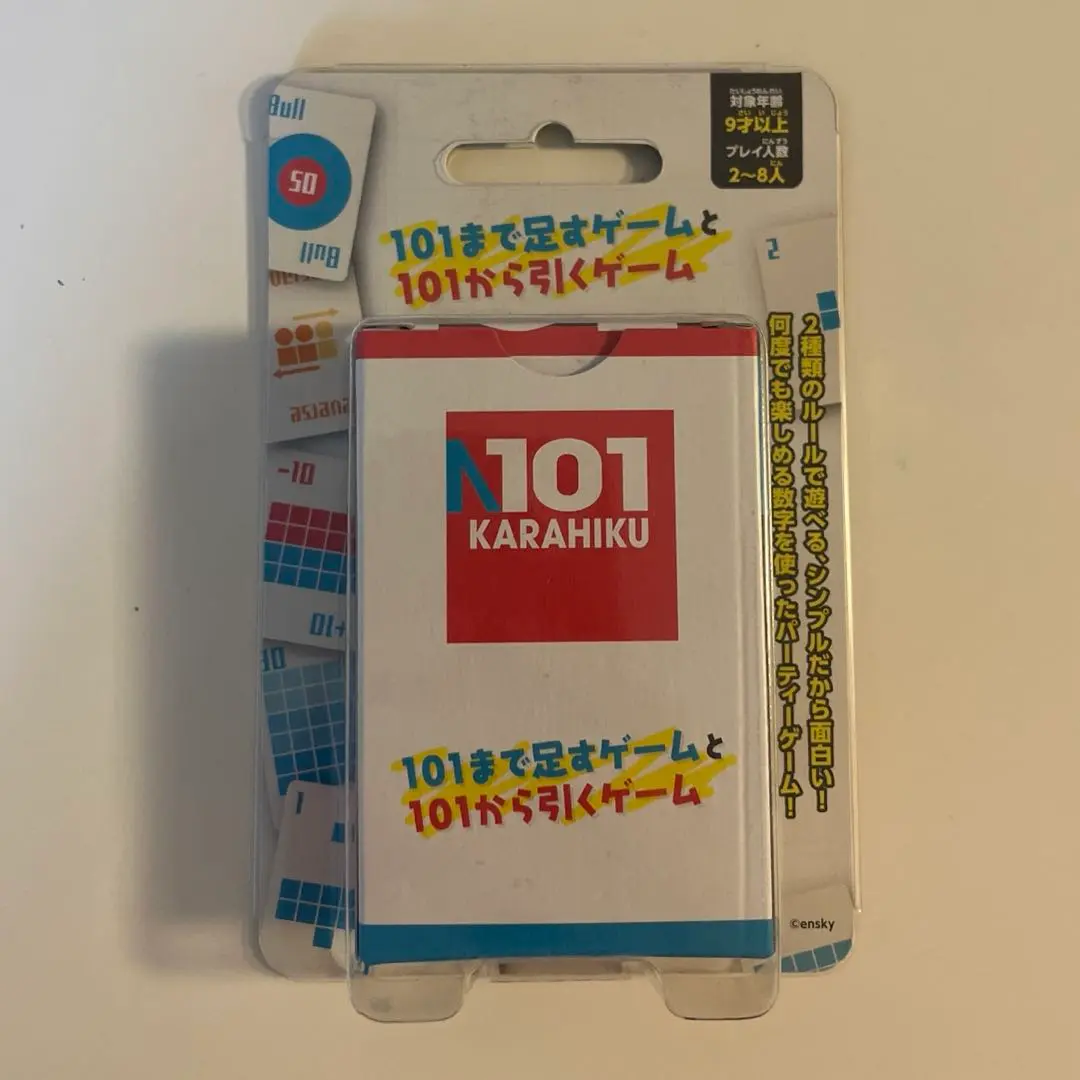 Bull
50
Bull
対象年齢
9才以上
プレイ人数
2〜8人
101まで足すゲームと
101から引くゲーム
2
2種類のルールで遊べる、シンプルだから面白い！
何度でも楽しめる数字を使ったパーティーゲーム！
101
KARAHIKU
-10
+10
101まで足すゲームと
101から引くゲーム
1
©ensky